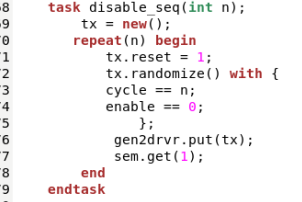 8 task disable_seq(int n);
9 tx = new();
0 repeat(n) begin
1 tx.reset = 1;
2 tx.randomize() with {
3 cycle == n;
4 enable == 0;
5 };
6 gen2drvr.put(tx);
7 sem.get(1);
8 end
9 endtask